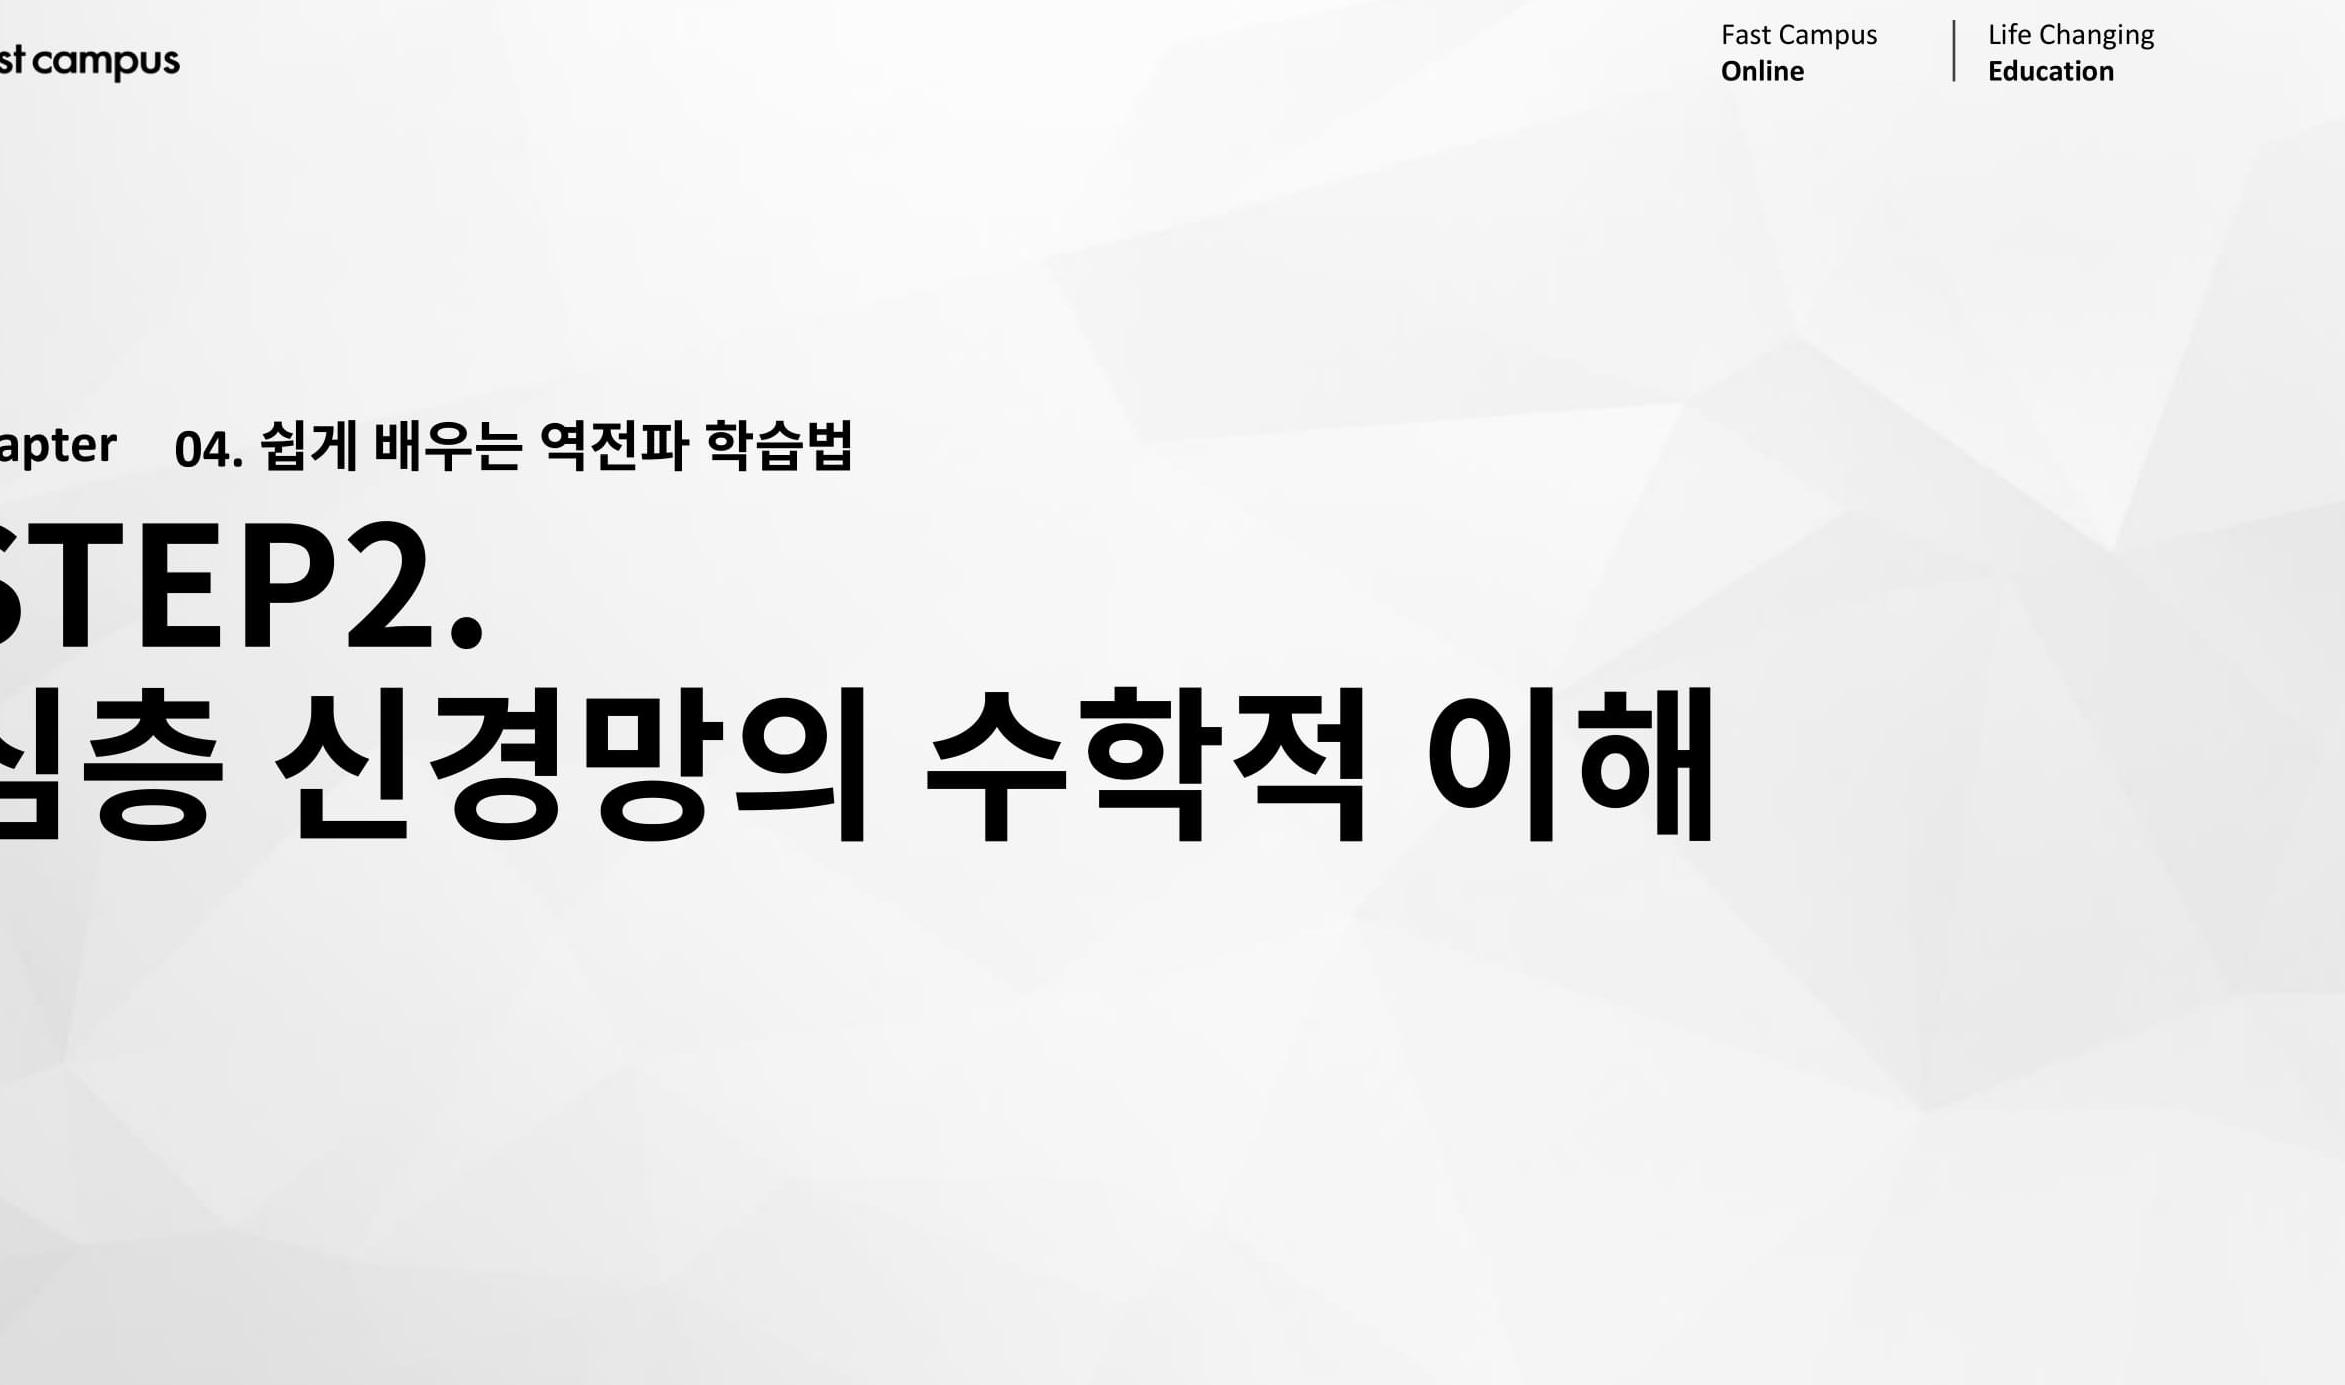 st campus
Fast Campus
Online
Life Changing
Education
apter 04. 쉽게 배우는 역전파 학습법
STEP2.
심층 신경망의 수학적 이해